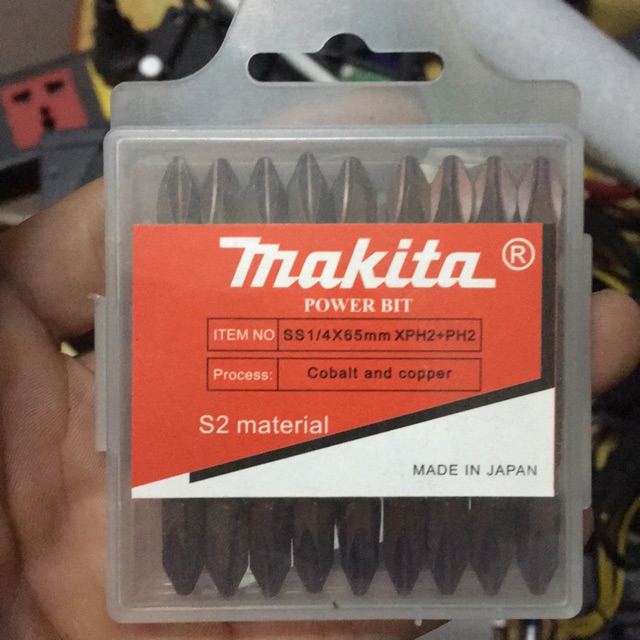 makita ®
POWER BIT
ITEM NO SS1/4X65mm XPH2+PH2
Process: Cobalt and copper
S2 material
MADE IN JAPAN